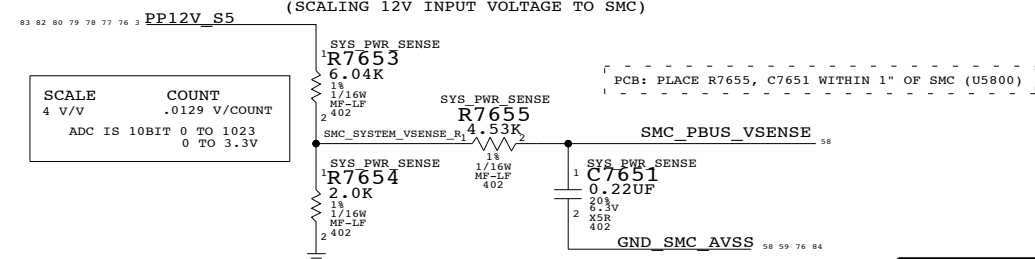 (SCALING 12V INPUT VOLTAGE TO SMC)
83 82 80 79 78 77 76 3 PP12V_S5
1 SYS_PWR_SENSE
R7653
6.04K
1%
1/16W
MF-LF
2 402
PCB: PLACE R7655, C7651 WITHIN 1" OF SMC (U5800)
SCALE COUNT
4 V/V .0129 V/COUNT
ADC IS 10BIT 0 TO 1023
0 TO 3.3V
SYS_PWR_SENSE
R7655
SMC_SYSTEM_VSENSE_R 1 4.53K 2
1%
1/16W
MF-LF
402
SMC_PBUS_VSENSE 58
SYS_PWR_SENSE
1 R7654
2.0K
1%
1/16W
MF-LF
2 402
SYS_PWR_SENSE
1 C7651
0.22UF
20%
2 6.3V
X5R
402
GND_SMC_AVSS 58 59 76 84